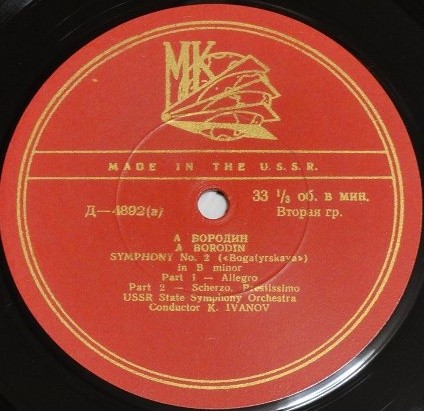 МК
MADE IN THE U.S.S.R.
Д—4892(a) 33 ⅓ об. в мин.
Вторая гр.
А БОРОДИН
A BORODIN
SYMPHONY No. 2 («Bogatyrskaya»)
in B minor
Part 1 — Allegro
Part 2 — Scherzo. Prestissimo
USSR State Symphony Orchestra
Conductor K. IVANOV